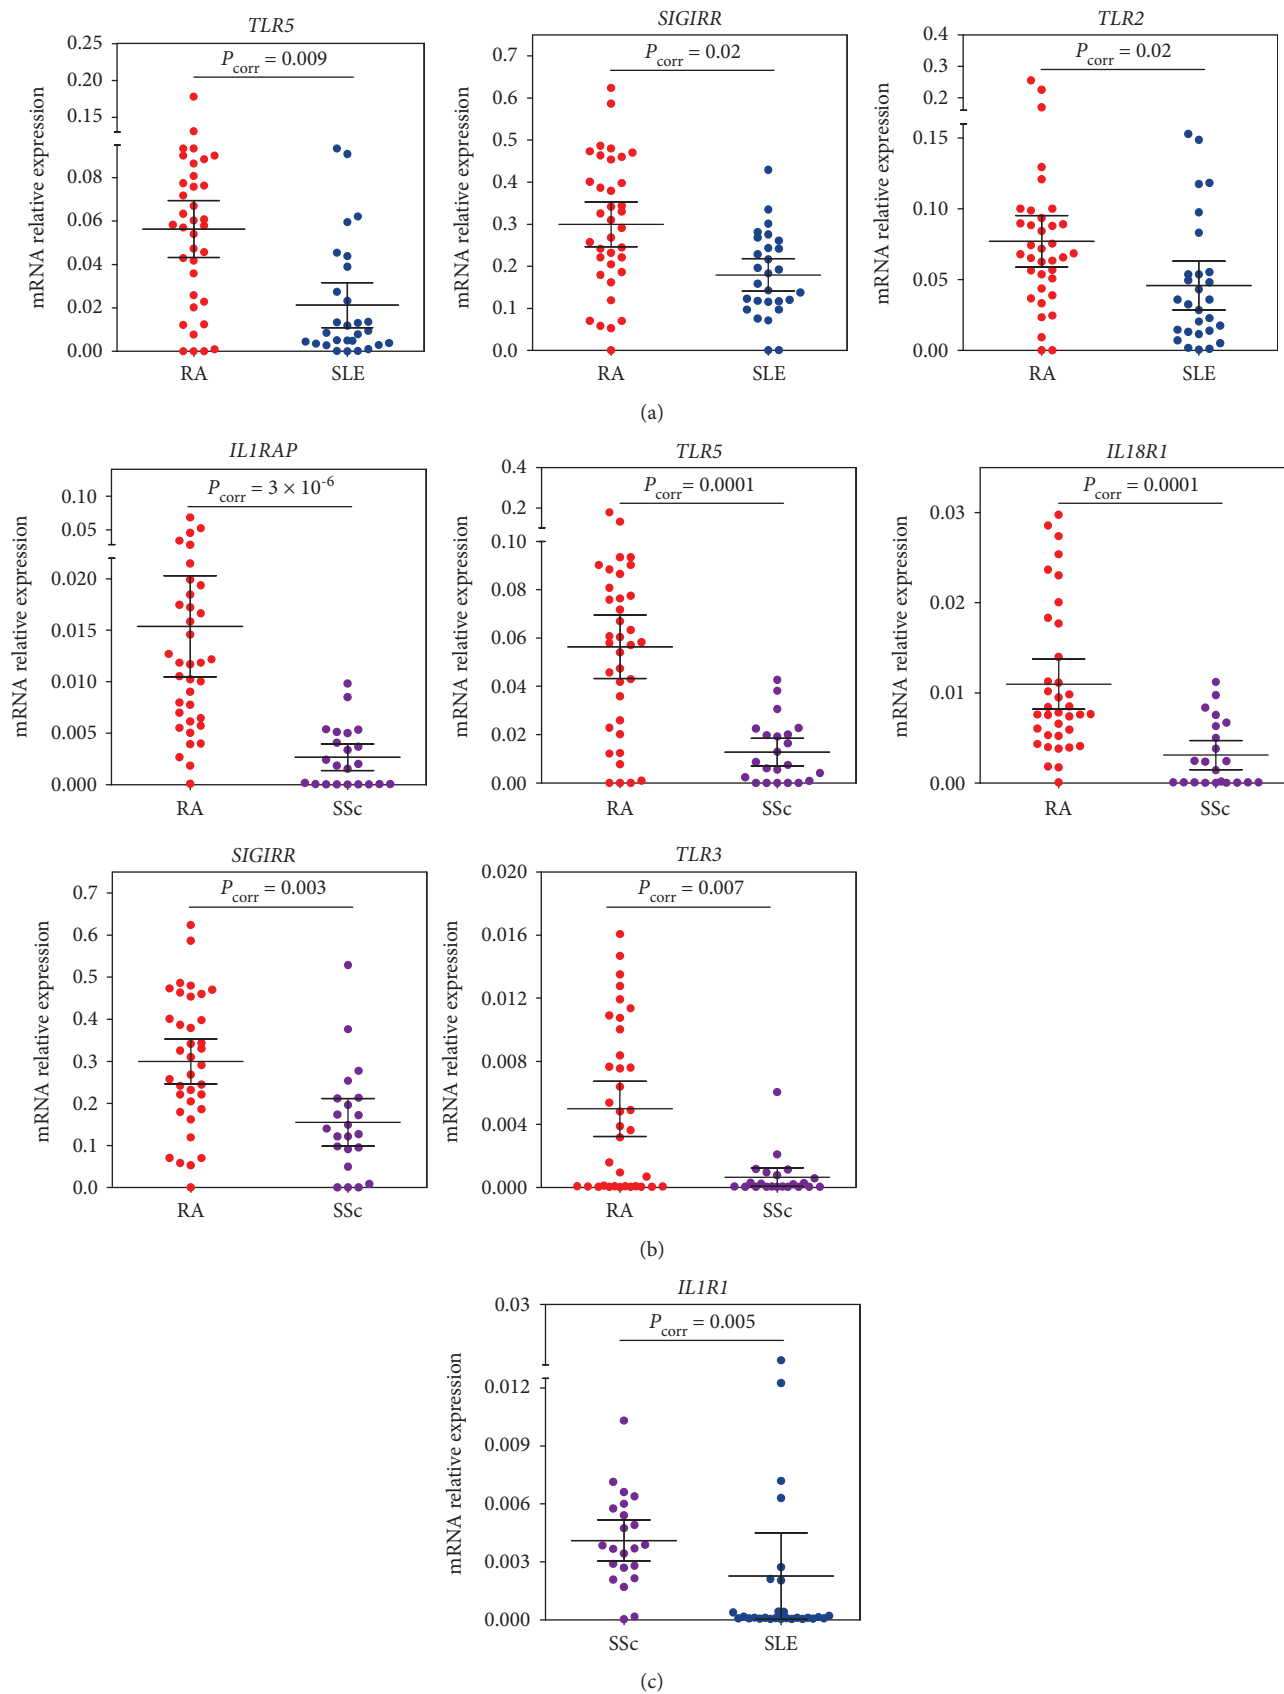 TLR5
SIGIRR
TLR2
P_corr = 0.009
P_corr = 0.02
P_corr = 0.02
mRNA relative expression
0.25
0.20
0.15
0.08
0.06
0.04
0.02
0.00
RA
SLE
mRNA relative expression
0.7
0.6
0.5
0.4
0.3
0.2
0.1
0.0
RA
SLE
mRNA relative expression
0.4
0.3
0.2
0.15
0.10
0.05
0.00
RA
SLE
(a)
IL1RAP
TLR5
IL18R1
P_corr = 3 × 10⁻⁶
P_corr = 0.0001
P_corr = 0.0001
mRNA relative expression
0.10
0.05
0.020
0.015
0.010
0.005
0.000
RA
SSc
mRNA relative expression
0.4
0.2
0.10
0.08
0.06
0.04
0.02
0.00
RA
SSc
mRNA relative expression
0.03
0.02
0.01
0.00
RA
SSc
SIGIRR
TLR3
P_corr = 0.003
P_corr = 0.007
mRNA relative expression
0.7
0.6
0.5
0.4
0.3
0.2
0.1
0.0
RA
SSc
mRNA relative expression
0.020
0.016
0.012
0.008
0.004
0.000
RA
SSc
(b)
IL1R1
P_corr = 0.005
mRNA relative expression
0.03
0.012
0.009
0.006
0.003
0.000
SSc
SLE
(c)